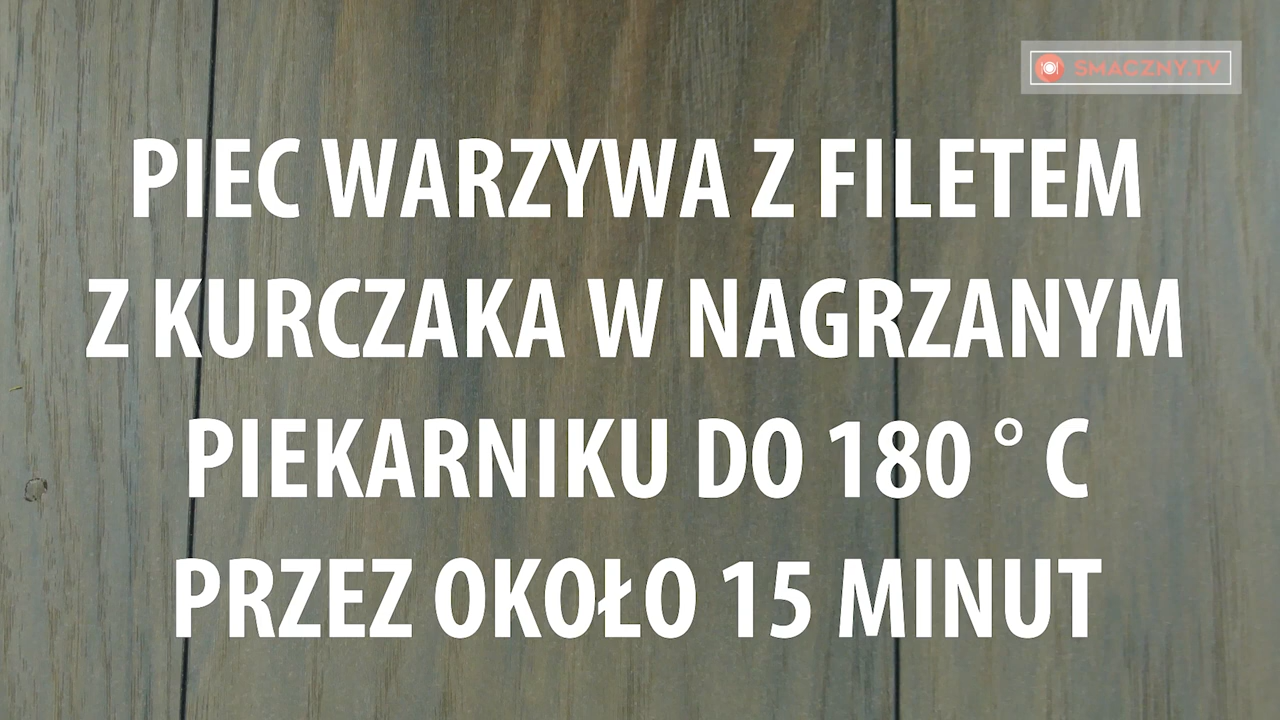 SMACZNY.TV
PIEC WARZYWA Z FILETEM
Z KURCZAKA W NAGRZANYM
PIEKARNIKU DO 180 ° C
PRZEZ OKOŁO 15 MINUT